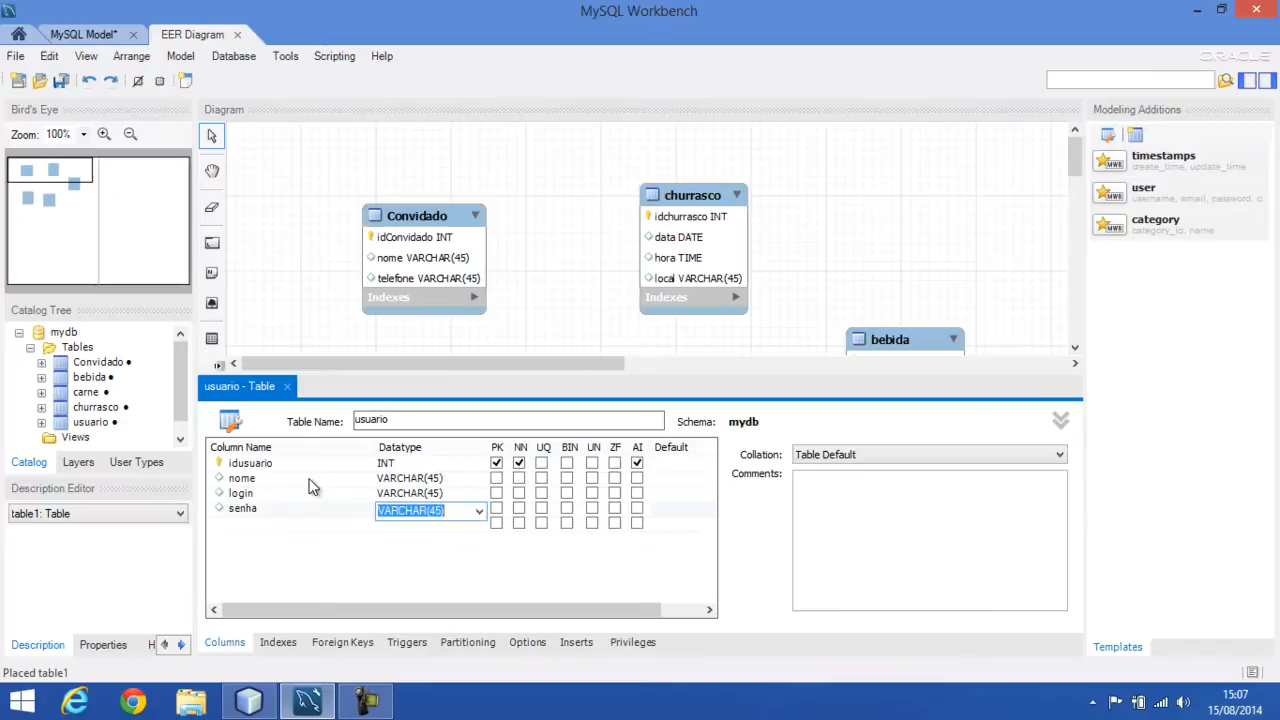 MySQL Workbench
MySQL Model*
EER Diagram
File Edit View Arrange Model Database Tools Scripting Help
ORACLE
Bird's Eye
Diagram
Modeling Additions
Zoom: 100%
timestamps
create_time, update_time
user
username, email, password, c
category
category_id, name
Convidado
idConvidado INT
nome VARCHAR(45)
telefone VARCHAR(45)
Indexes
churrasco
idchurrasco INT
data DATE
hora TIME
local VARCHAR(45)
Indexes
bebida
Catalog Tree
mydb
Tables
Convidado
bebida
carne
churrasco
usuario
Views
Catalog Layers User Types
Description Editor
table1: Table
Description Properties H
usuario - Table
Table Name: usuario Schema: mydb
Column Name Datatype PK NN UQ BIN UN ZF AI Default
idusuario INT
nome VARCHAR(45)
login VARCHAR(45)
senha VARCHAR(45)
Collation: Table Default
Comments:
Columns Indexes Foreign Keys Triggers Partitioning Options Inserts Privileges
Templates
Placed table1
15:07
15/08/2014